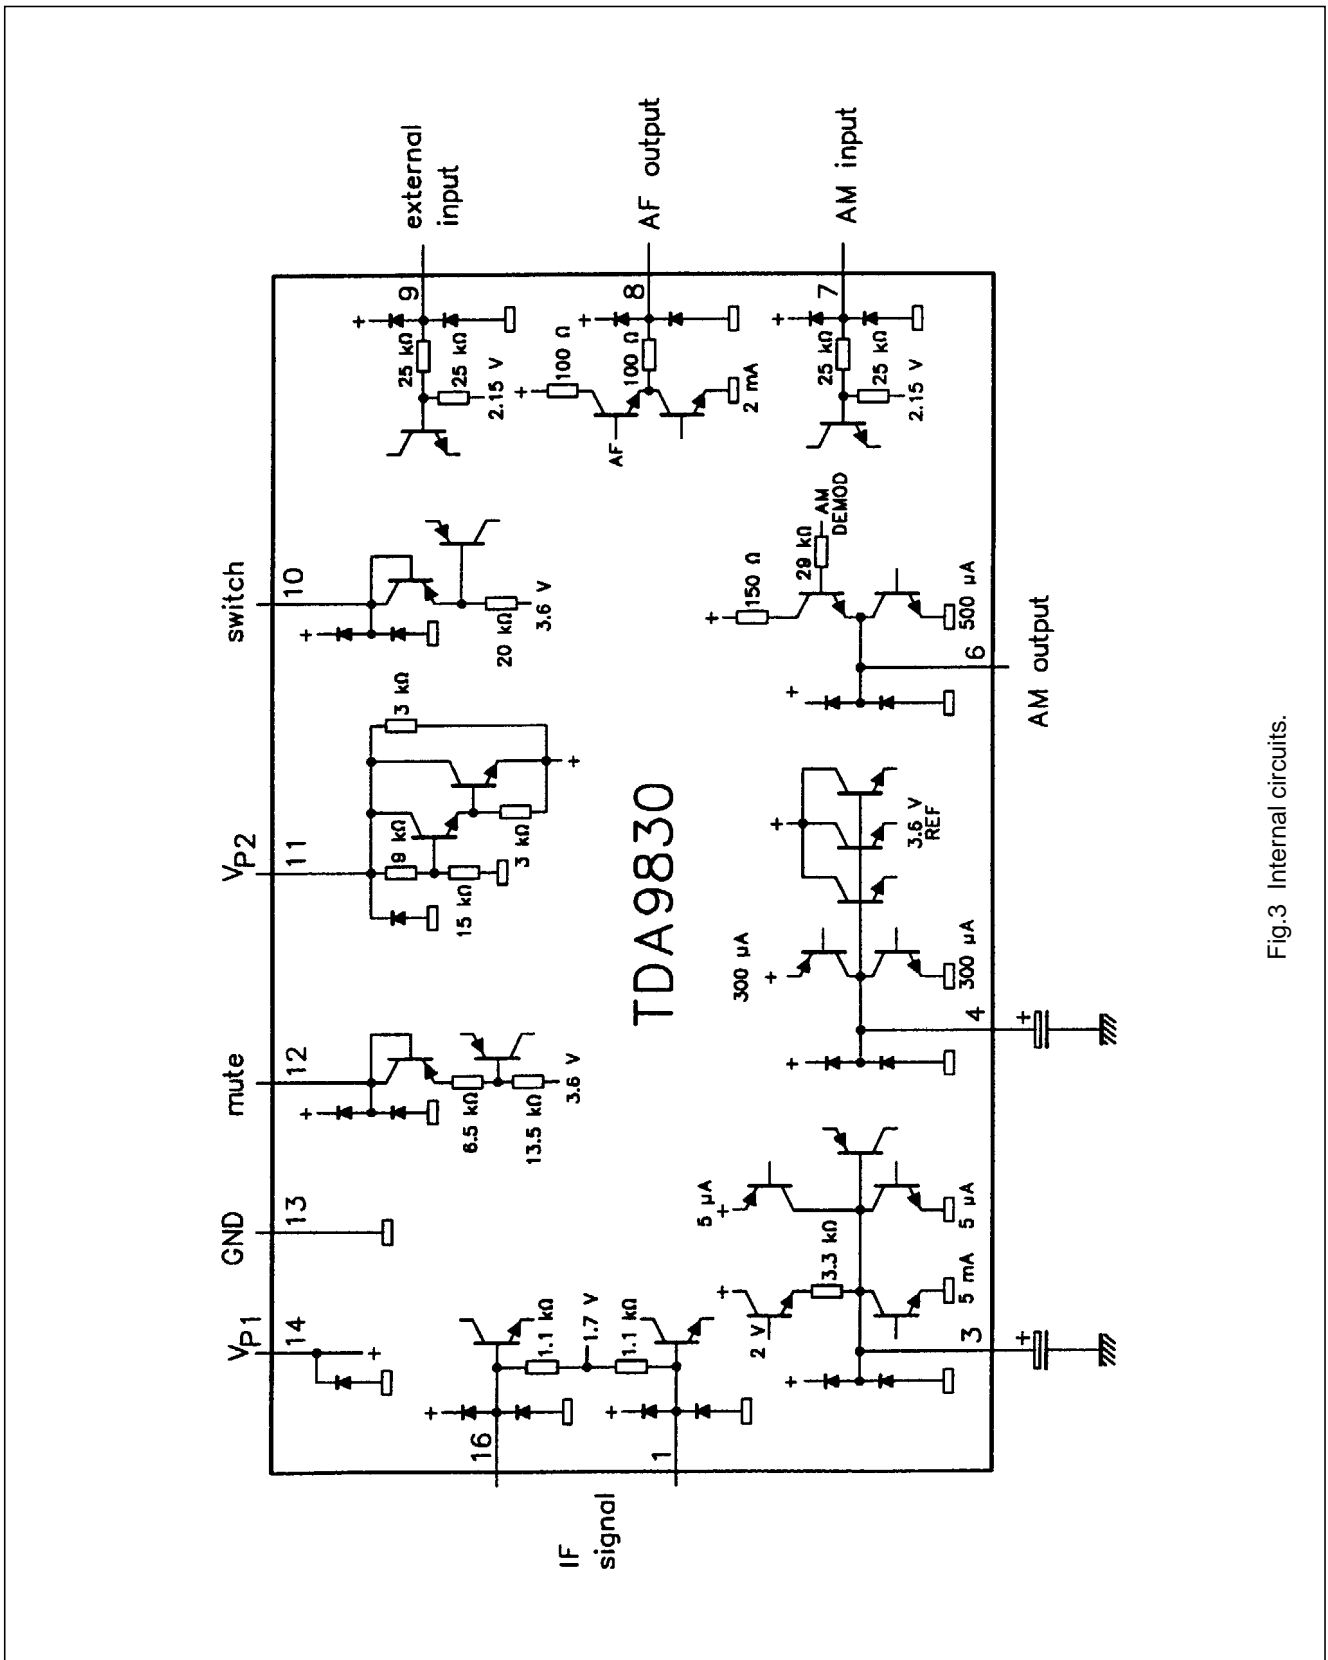 IF
signal
16
1
+
+
1.1 kΩ
1.7 V
1.1 kΩ
VP1
14
+
GND
13
mute
12
+
6.5 kΩ
13.5 kΩ
3.6 V
VP2
11
9 kΩ
15 kΩ
3 kΩ
3 kΩ
+
switch
10
+
20 kΩ
3.6 V
external
input
9
+
25 kΩ
25 kΩ
2.15 V
AF output
8
+
100 Ω
100 Ω
+
AF
2 mA
AM input
7
+
25 kΩ
25 kΩ
2.15 V
TDA9830
3
+
+
2 V
+
3.3 kΩ
5 mA
5 µA
+
5 µA
4
+
+
300 µA
+
300 µA
+
3.6 V
REF
6
AM output
+
+
150 Ω
29 kΩ
AM
DEMOD
500 µA
Fig.3 Internal circuits.